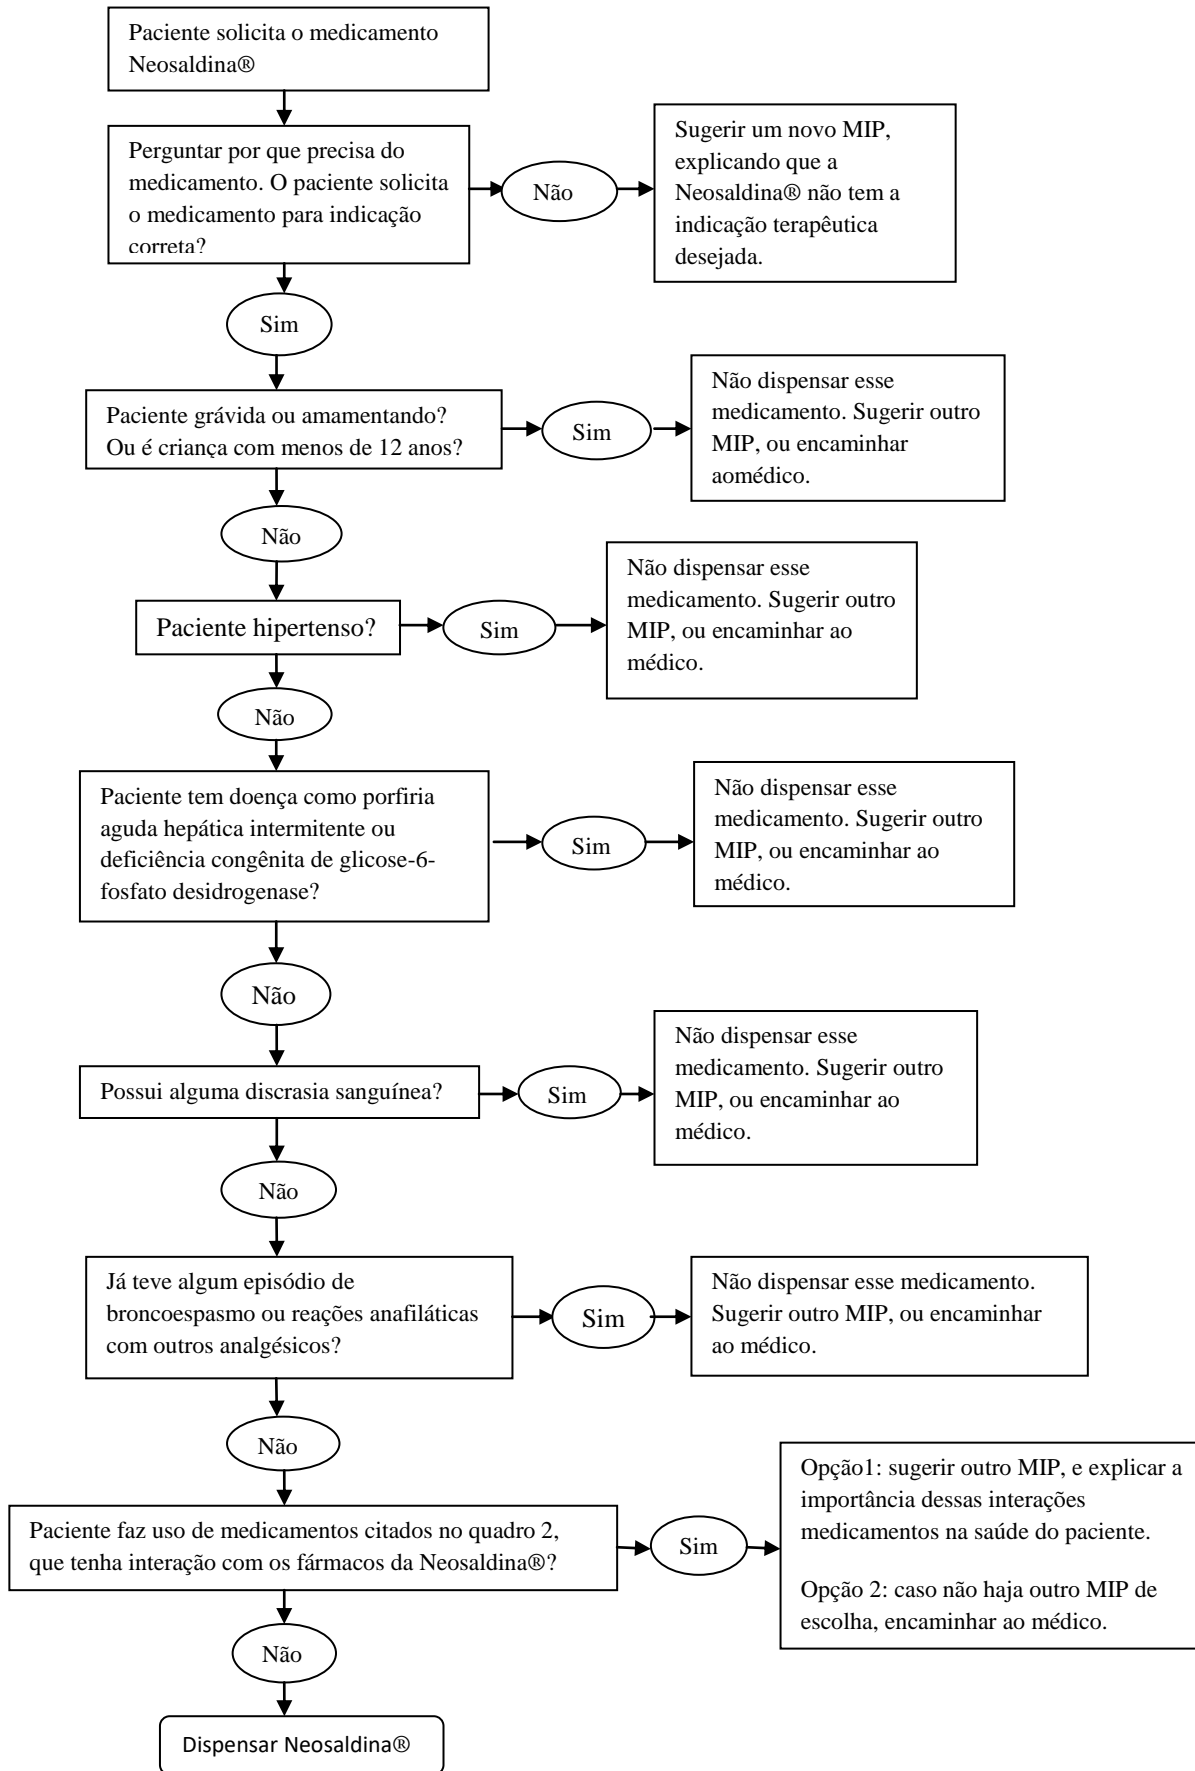 Paciente solicita o medicamento
Neosaldina®
Perguntar por que precisa do
medicamento. O paciente solicita
o medicamento para indicação
correta?
Não
Sugerir um novo MIP,
explicando que a
Neosaldina® não tem a
indicação terapêutica
desejada.
Sim
Paciente grávida ou amamentando?
Ou é criança com menos de 12 anos?
Sim
Não dispensar esse
medicamento. Sugerir outro
MIP, ou encaminhar
aomédico.
Não
Paciente hipertenso?
Sim
Não dispensar esse
medicamento. Sugerir outro
MIP, ou encaminhar ao
médico.
Não
Paciente tem doença como porfiria
aguda hepática intermitente ou
deficiência congênita de glicose-6-
fosfato desidrogenase?
Sim
Não dispensar esse
medicamento. Sugerir outro
MIP, ou encaminhar ao
médico.
Não
Possui alguma discrasia sanguínea?
Sim
Não dispensar esse
medicamento. Sugerir outro
MIP, ou encaminhar ao
médico.
Não
Já teve algum episódio de
broncoespasmo ou reações anafiláticas
com outros analgésicos?
Sim
Não dispensar esse medicamento.
Sugerir outro MIP, ou encaminhar
ao médico.
Não
Paciente faz uso de medicamentos citados no quadro 2,
que tenha interação com os fármacos da Neosaldina®?
Sim
Opção1: sugerir outro MIP, e explicar a
importância dessas interações
medicamentos na saúde do paciente.
Opção 2: caso não haja outro MIP de
escolha, encaminhar ao médico.
Não
Dispensar Neosaldina®